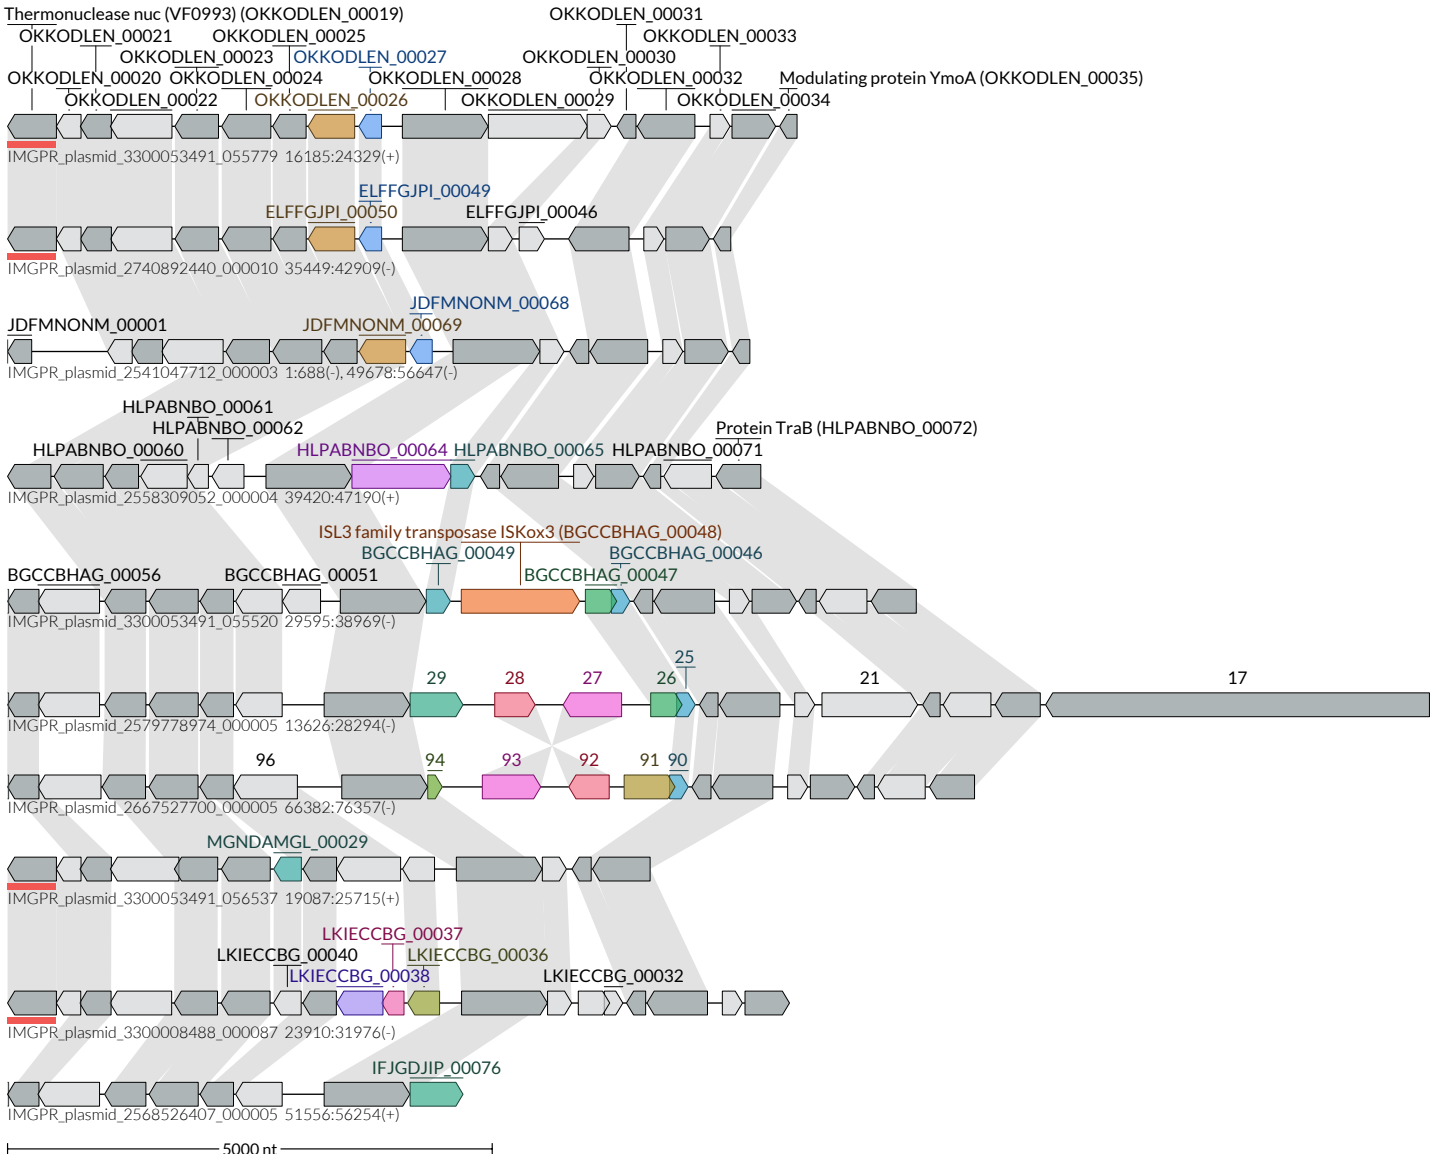 Thermonuclease nuc (VF0993) (OKKODLEN_00019)
OKKODLEN_00031
OKKODLEN_00021
OKKODLEN_00025
OKKODLEN_00033
OKKODLEN_00023
OKKODLEN_00027
OKKODLEN_00030
OKKODLEN_00020
OKKODLEN_00024
OKKODLEN_00028
OKKODLEN_00032
Modulating protein YmoA (OKKODLEN_00035)
OKKODLEN_00022
OKKODLEN_00026
OKKODLEN_00029
OKKODLEN_00034
IMGPR_plasmid_3300053491_055779 16185:24329(+)
ELFFGJPI_00049
ELFFGJPI_00050
ELFFGJPI_00046
IMGPR_plasmid_2740892440_000010 35449:42909(-)
JDFMNONM_00068
JDFMNONM_00001
JDFMNONM_00069
IMGPR_plasmid_2541047712_000003 1:688(-), 49678:56647(-)
HLPABNBO_00061
HLPABNBO_00062
Protein TraB (HLPABNBO_00072)
HLPABNBO_00060
HLPABNBO_00064
HLPABNBO_00065
HLPABNBO_00071
IMGPR_plasmid_2558309052_000004 39420:47190(+)
ISL3 family transposase ISKox3 (BGCCBHAG_00048)
BGCCBHAG_00049
BGCCBHAG_00046
BGCCBHAG_00056
BGCCBHAG_00051
BGCCBHAG_00047
IMGPR_plasmid_3300053491_055520 29595:38969(-)
25
29
28
27
26
21
17
IMGPR_plasmid_2579778974_000005 13626:28294(-)
96
94
93
92
91
90
IMGPR_plasmid_2667527700_000005 66382:76357(-)
MGNDAMGL_00029
IMGPR_plasmid_3300053491_056537 19087:25715(+)
LKIECCBG_00037
LKIECCBG_00040
LKIECCBG_00036
LKIECCBG_00038
LKIECCBG_00032
IMGPR_plasmid_3300008488_000087 23910:31976(-)
IFJGDJIP_00076
IMGPR_plasmid_2568526407_000005 51556:56254(+)
5000 nt